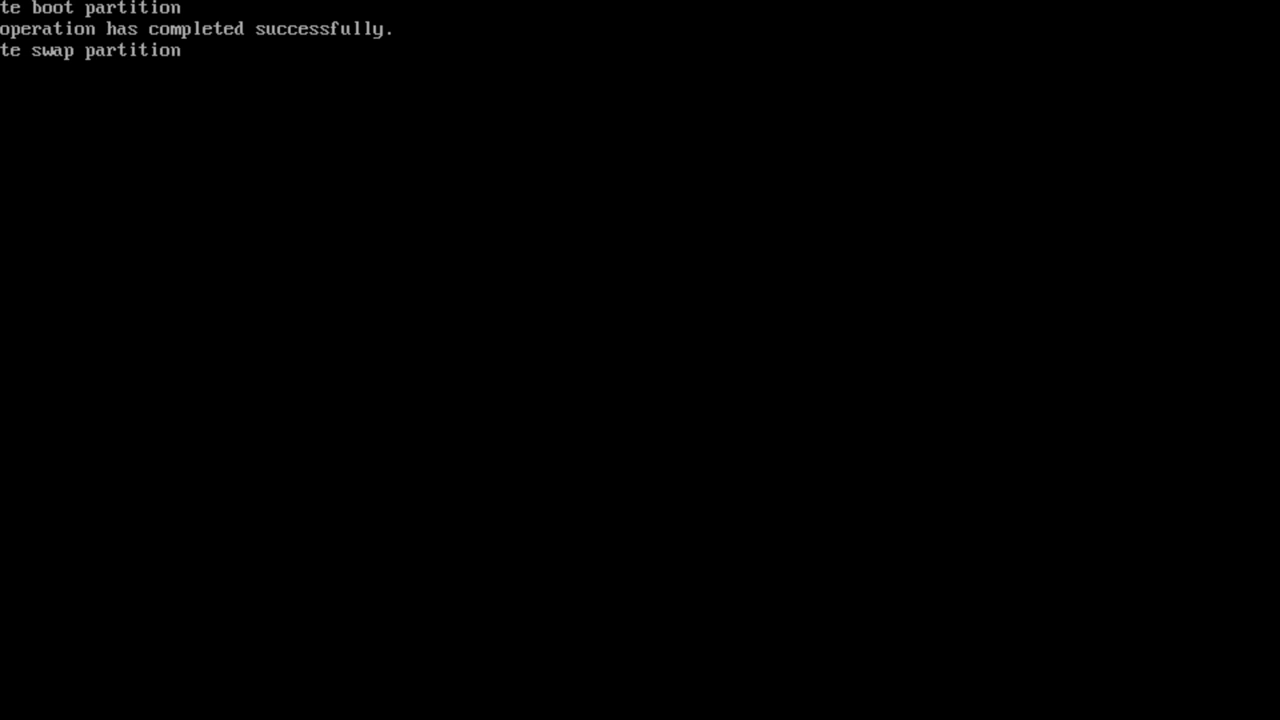 te boot partition
operation has completed successfully.
te swap partition